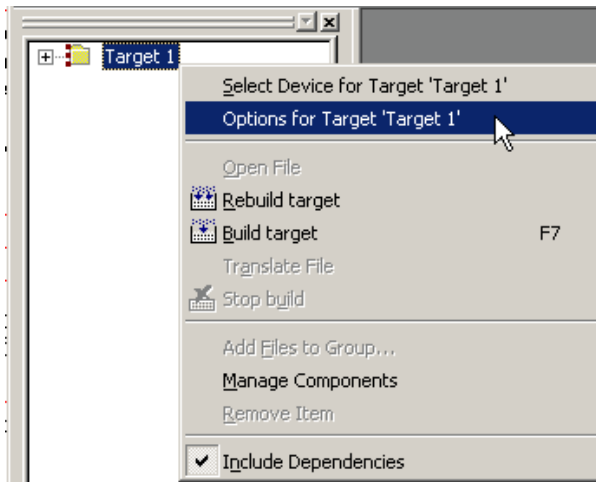 Target 1
Select Device for Target 'Target 1'
Options for Target 'Target 1'
Open File
Rebuild target
Build target F7
Translate File
Stop build
Add Files to Group...
Manage Components
Remove Item
Include Dependencies